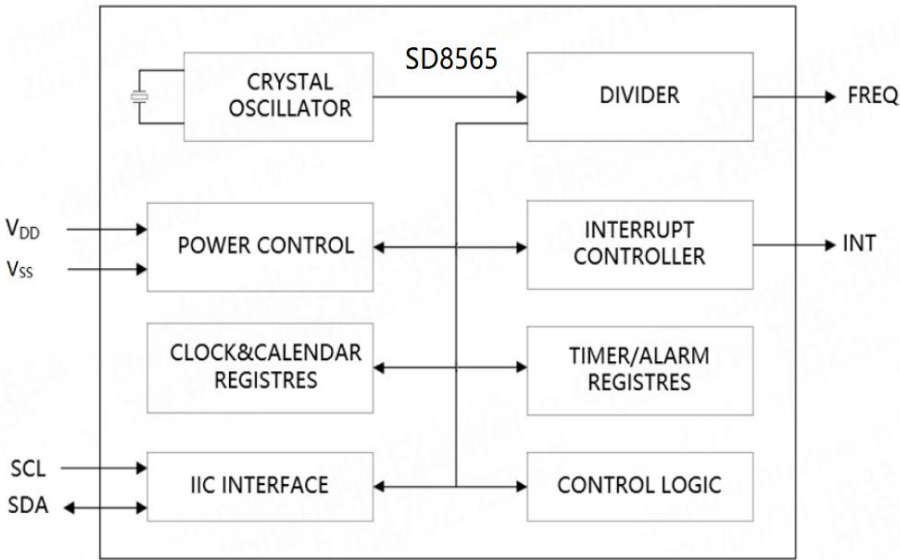 SD8565
CRYSTAL
OSCILLATOR
DIVIDER
FREQ
VDD
VSS
POWER CONTROL
INTERRUPT
CONTROLLER
INT
CLOCK&CALENDAR
REGISTRES
TIMER/ALARM
REGISTRES
SCL
SDA
IIC INTERFACE
CONTROL LOGIC